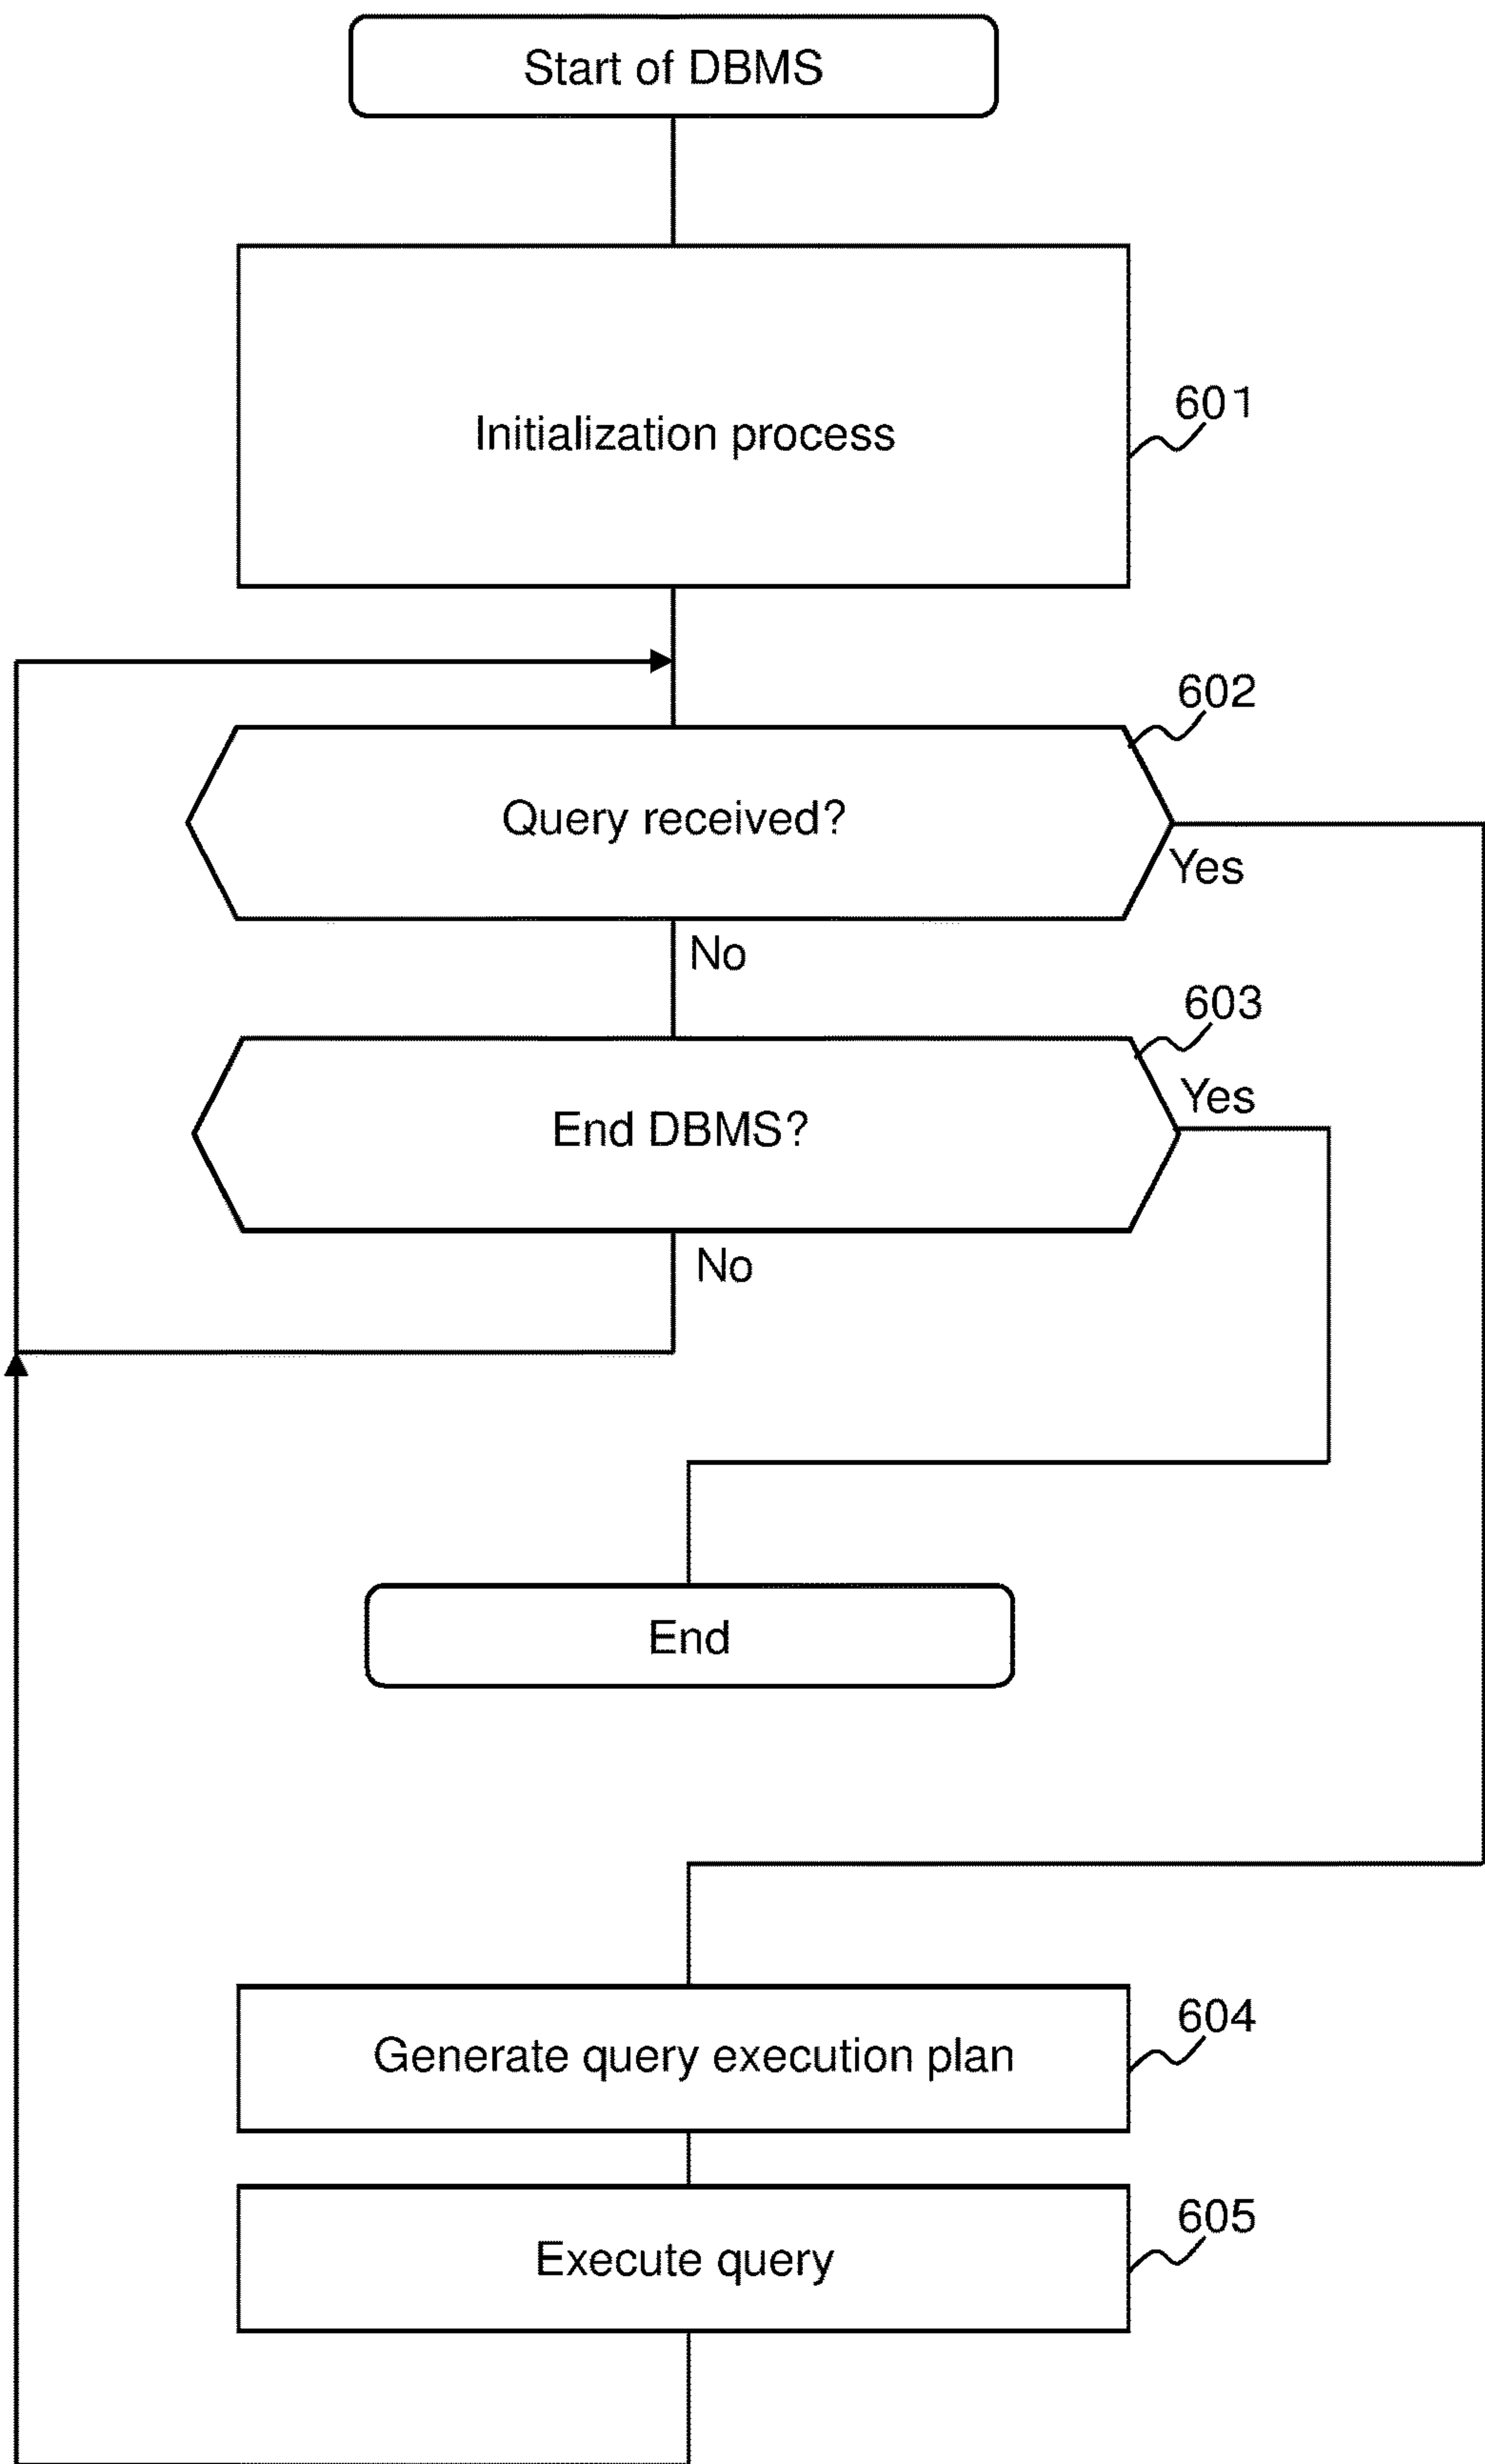 Start of DBMS
Initialization process
601
602
Query received?
Yes
No
603
Yes
End DBMS?
No
End
604
Generate query execution plan
605
Execute query